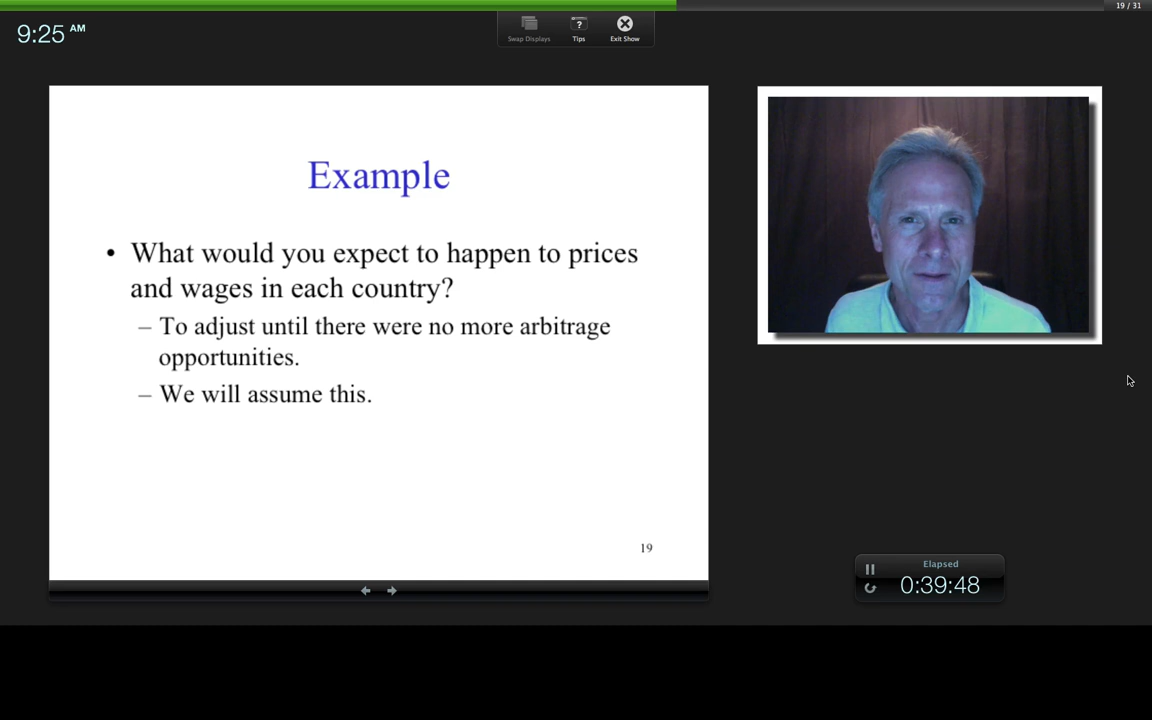 19 / 31
9:25 AM
Swap Displays
Tips
Exit Show
Example
• What would you expect to happen to prices
and wages in each country?
– To adjust until there were no more arbitrage
opportunities.
– We will assume this.
19
Elapsed
0:39:48